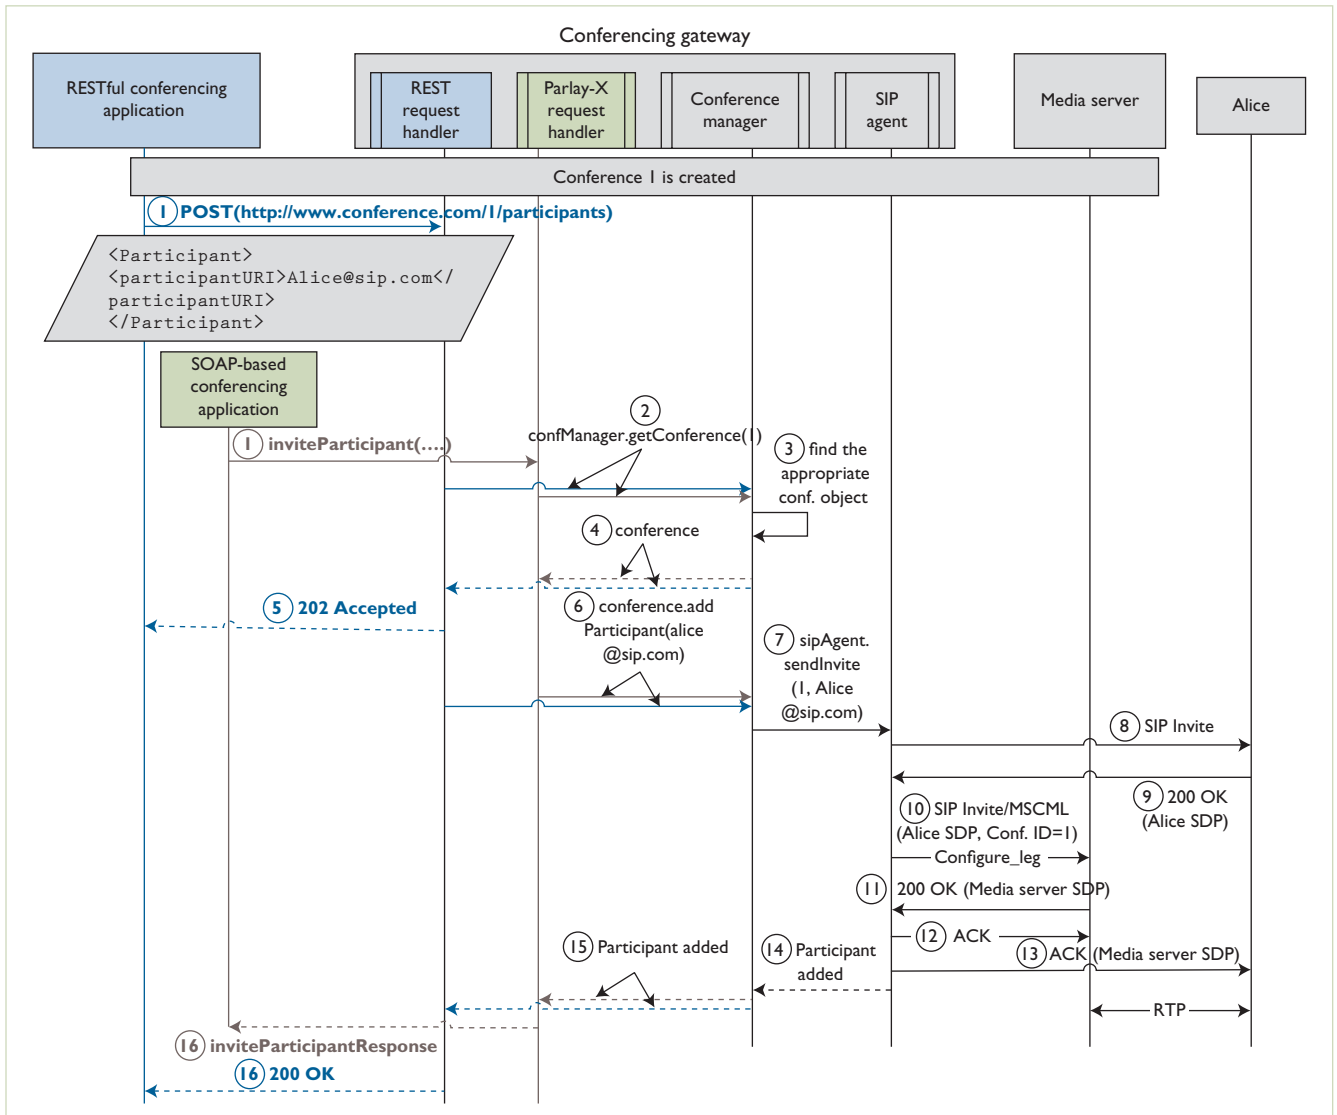 Conferencing gateway
RESTful conferencing
application
REST
request
handler
Parlay-X
request
handler
Conference
manager
SIP
agent
Media server
Alice
Conference 1 is created
1 POST(http://www.conference.com/1/participants)
<Participant>
<participantURI>Alice@sip.com</
participantURI>
</Participant>
SOAP-based
conferencing
application
1 inviteParticipant(....)
2
confManager.getConference(1)
3 find the
appropriate
conf. object
4 conference
5 202 Accepted
6 conference.add
Participant(alice
@sip.com)
7 sipAgent.
sendInvite
(1, Alice
@sip.com)
8 SIP Invite
9 200 OK
(Alice SDP)
10 SIP Invite/MSCML
(Alice SDP, Conf. ID=1)
Configure_leg
11 200 OK (Media server SDP)
12 ACK
13 ACK (Media server SDP)
14 Participant
added
15 Participant added
RTP
16 inviteParticipantResponse
16 200 OK